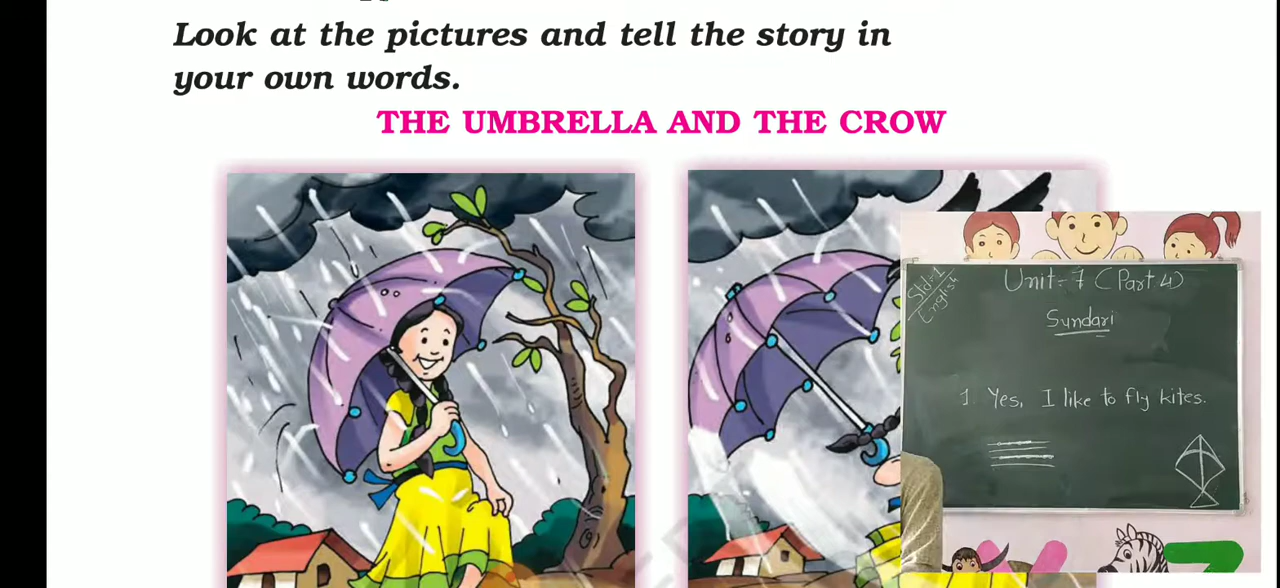 Look at the pictures and tell the story in
your own words.
THE UMBRELLA AND THE CROW
Std:-1
English
Unit:- 7 (Part 4)
Sundari
1. Yes, I like to fly kites.